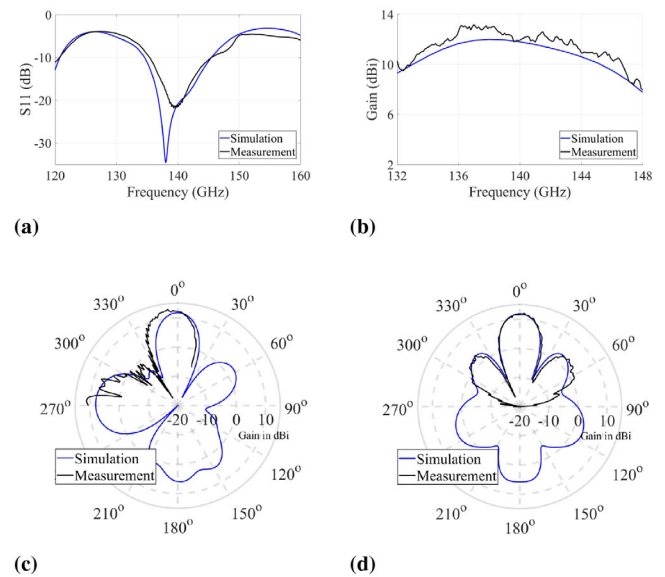 0
-10
-20
-30
S11 (dB)
Simulation
Measurement
120 130 140 150 160
Frequency (GHz)
(a)
14
10
6
2
Gain (dBi)
Simulation
Measurement
132 136 140 144 148
Frequency (GHz)
(b)
0°
330° 30°
300° 60°
270° 90°
-20 -10 0 10
Gain in dBi
Simulation
Measurement
120°
210° 150°
180°
(c)
0°
330° 30°
300° 60°
270° 90°
-20 -10 0 10
Gain in dBi
Simulation
Measurement
120°
210° 150°
180°
(d)